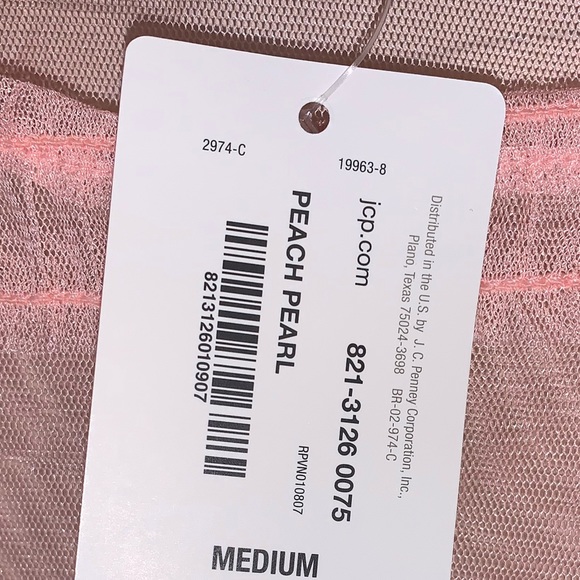 2974-C
19963-8
Distributed in the U.S. by J. C. Penney Corporation, Inc.,
Plano, Texas 75024-3698 BR-02-974-C
jcp.com 821-3126 0075
PEACH PEARL RPVN010807
8213126010907
MEDIUM